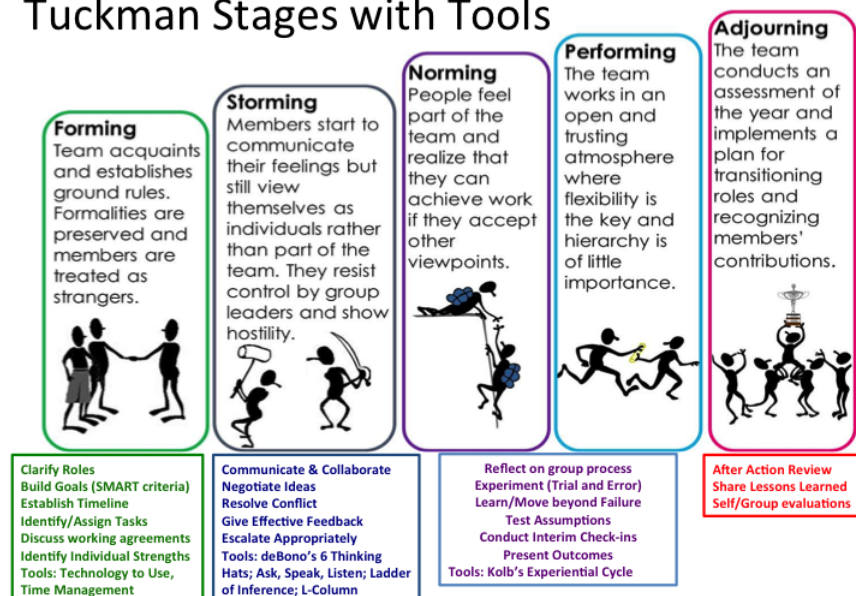 Tuckman Stages with Tools
Forming
Team acquaints
and establishes
ground rules.
Formalities are
preserved and
members are
treated as
strangers.
Storming
Members start to
communicate
their feelings but
still view
themselves as
individuals rather
than part of the
team. They resist
control by group
leaders and show
hostility.
Norming
People feel
part of the
team and
realize that
they can
achieve work
if they accept
other
viewpoints.
Performing
The team
works in an
open and
trusting
atmosphere
where
flexibility is
the key and
hierarchy is
of little
importance.
Adjourning
The team
conducts an
assessment of
the year and
implements a
plan for
transitioning
roles and
recognizing
members'
contributions.
Clarify Roles
Build Goals (SMART criteria)
Establish Timeline
Identify/Assign Tasks
Discuss working agreements
Identify Individual Strengths
Tools: Technology to Use,
Time Management
Communicate & Collaborate
Negotiate Ideas
Resolve Conflict
Give Effective Feedback
Escalate Appropriately
Tools: deBono's 6 Thinking
Hats; Ask, Speak, Listen; Ladder
of Inference; L-Column
Reflect on group process
Experiment (Trial and Error)
Learn/Move beyond Failure
Test Assumptions
Conduct Interim Check-ins
Present Outcomes
Tools: Kolb's Experiential Cycle
After Action Review
Share Lessons Learned
Self/Group evaluations